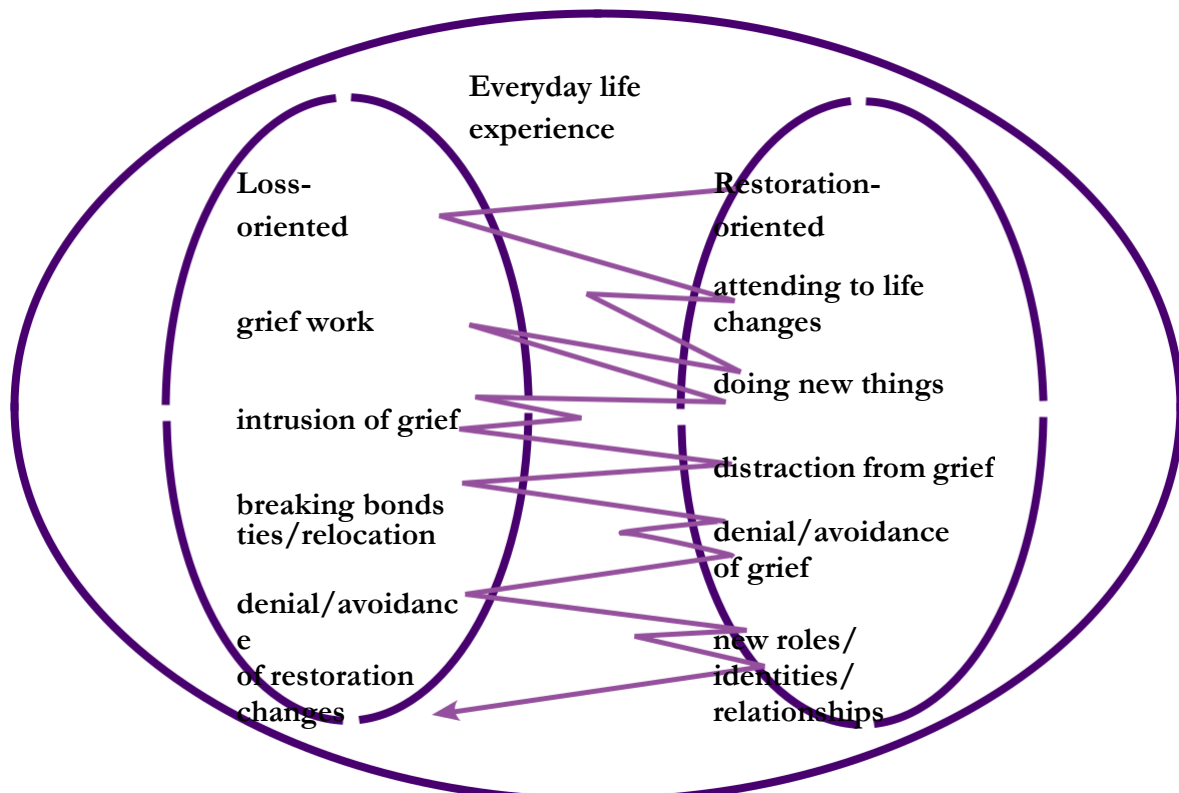 Everyday life
experience
Loss-
oriented
grief work
intrusion of grief
breaking bonds
ties/relocation
denial/avoidanc
e
of restoration
changes
Restoration-
oriented
attending to life
changes
doing new things
distraction from grief
denial/avoidance
of grief
new roles/
identities/
relationships